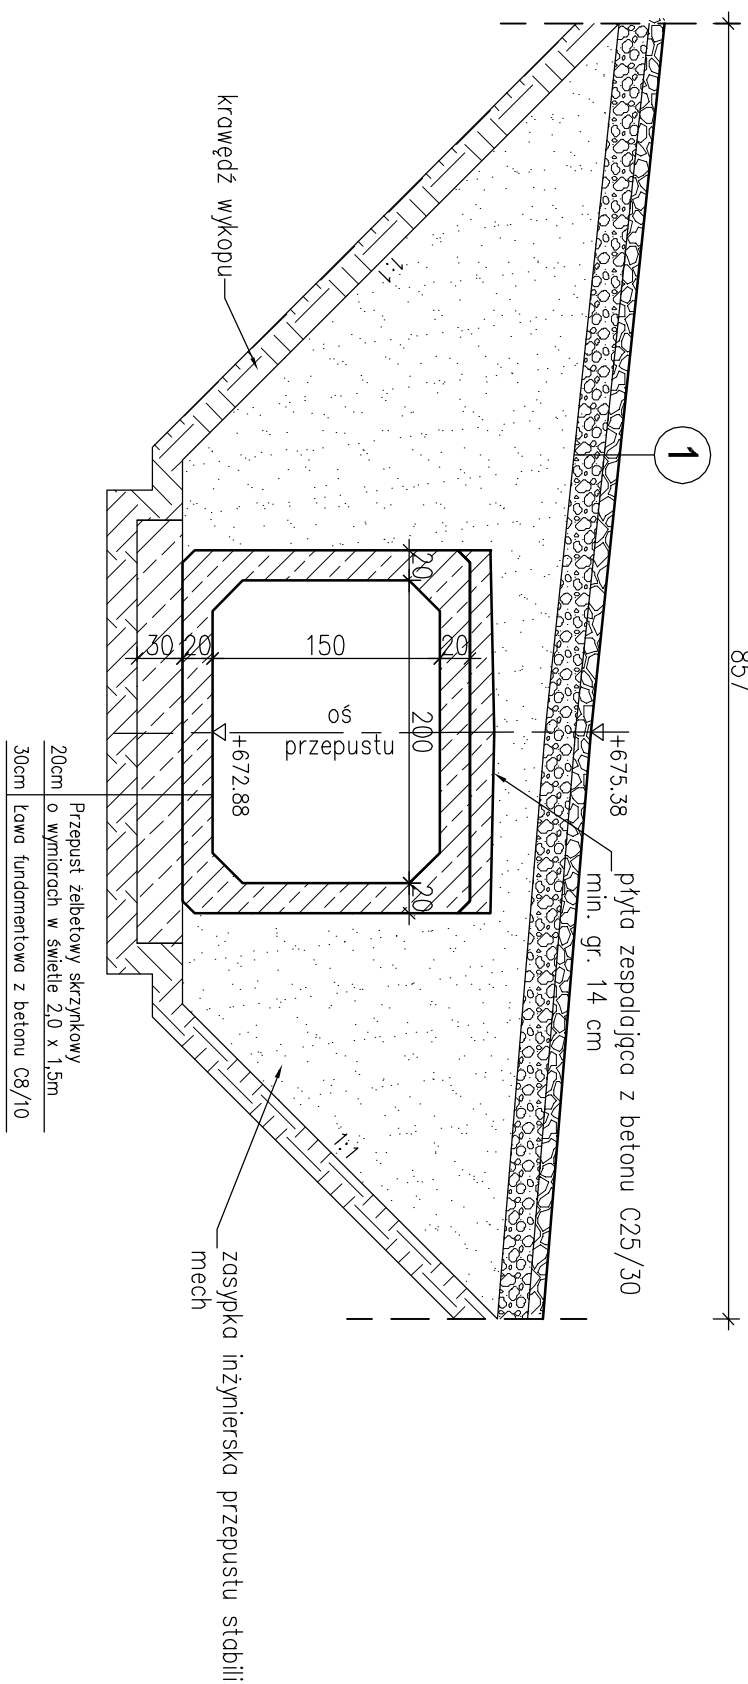 857
1
+675.38
płyta zespalająca z betonu C25/30
min. gr. 14 cm
1:1
krawędź wykopu
20
200
20
30
20
150
20
oś
przepustu
+672.88
1:1
zasypka inżynierska przepustu stabili
mech
Przepust żelbetowy skrzynkowy
20cm o wymiarach w świetle 2,0 x 1,5m
30cm Ława fundamentowa z betonu C8/10